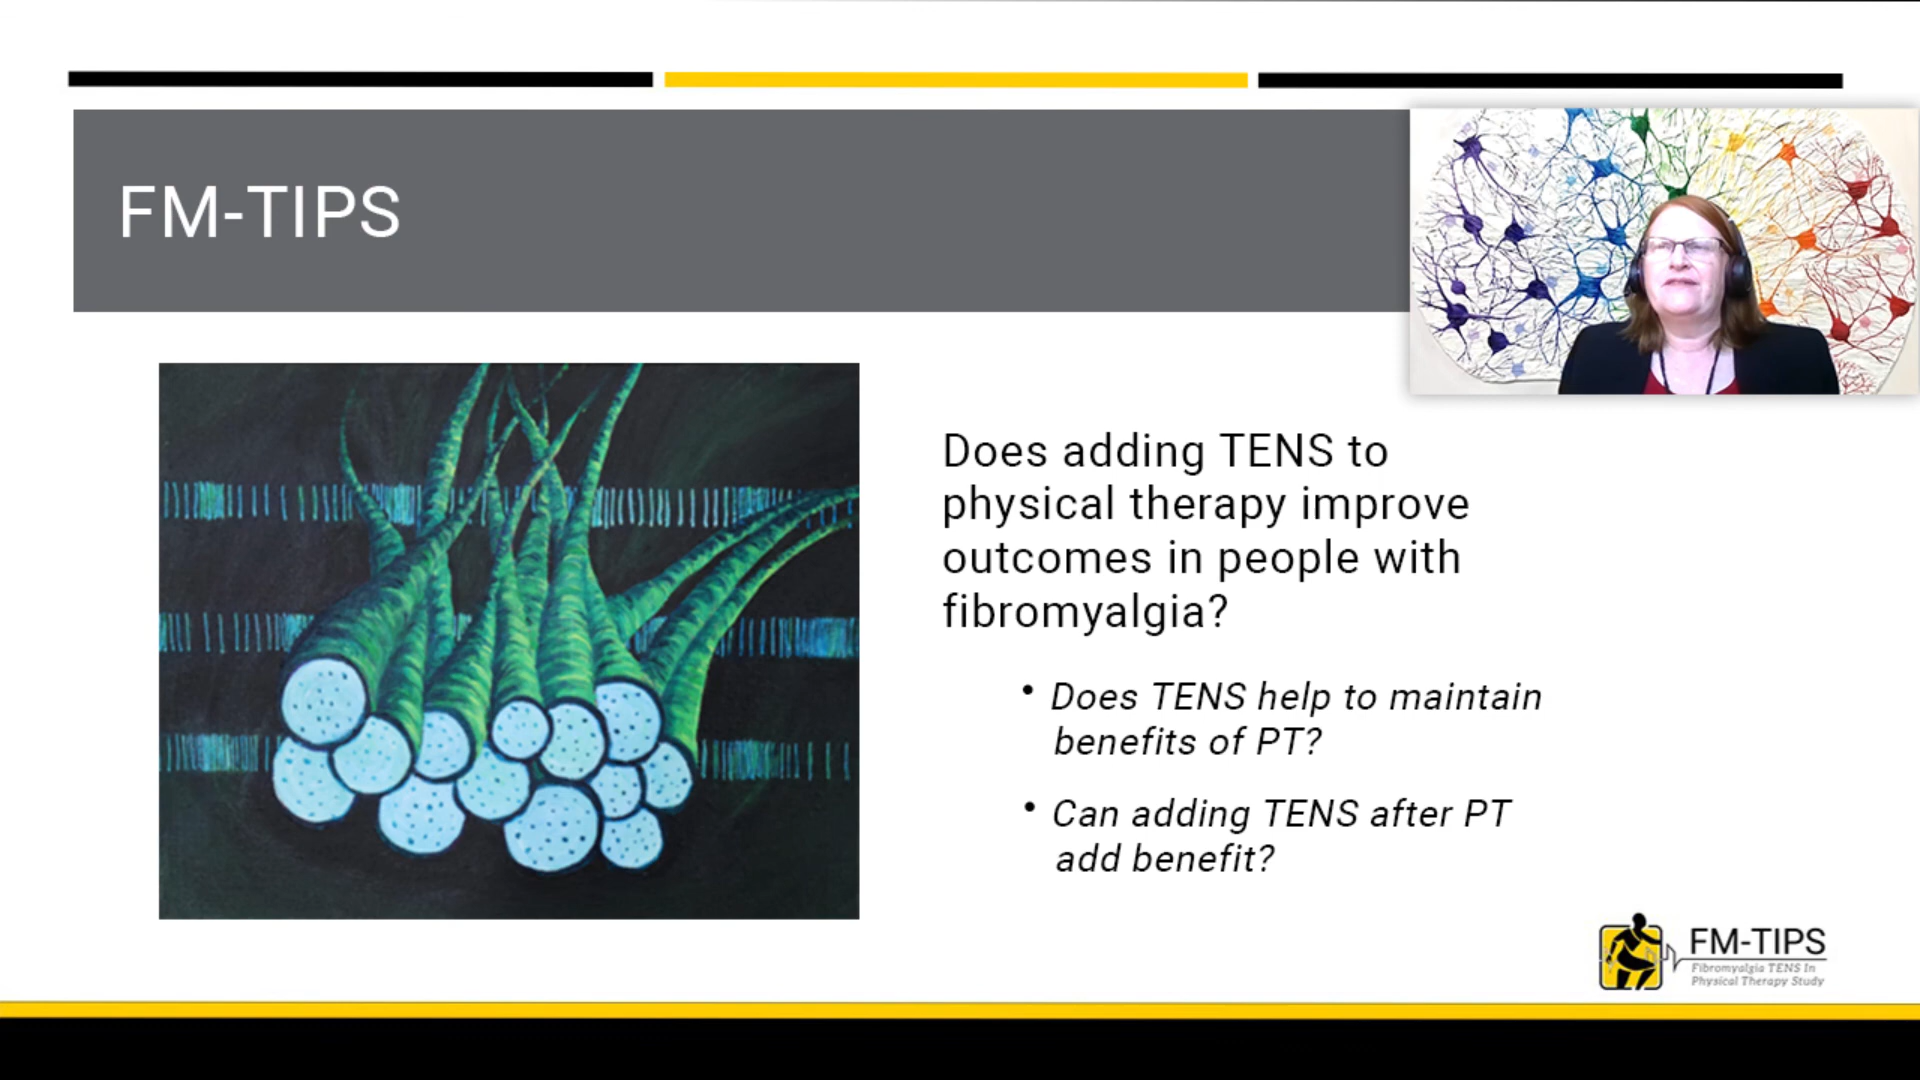 FM-TIPS
Does adding TENS to
physical therapy improve
outcomes in people with
fibromyalgia?
• Does TENS help to maintain
benefits of PT?
• Can adding TENS after PT
add benefit?
FM-TIPS
Fibromyalgia TENS In
Physical Therapy Study